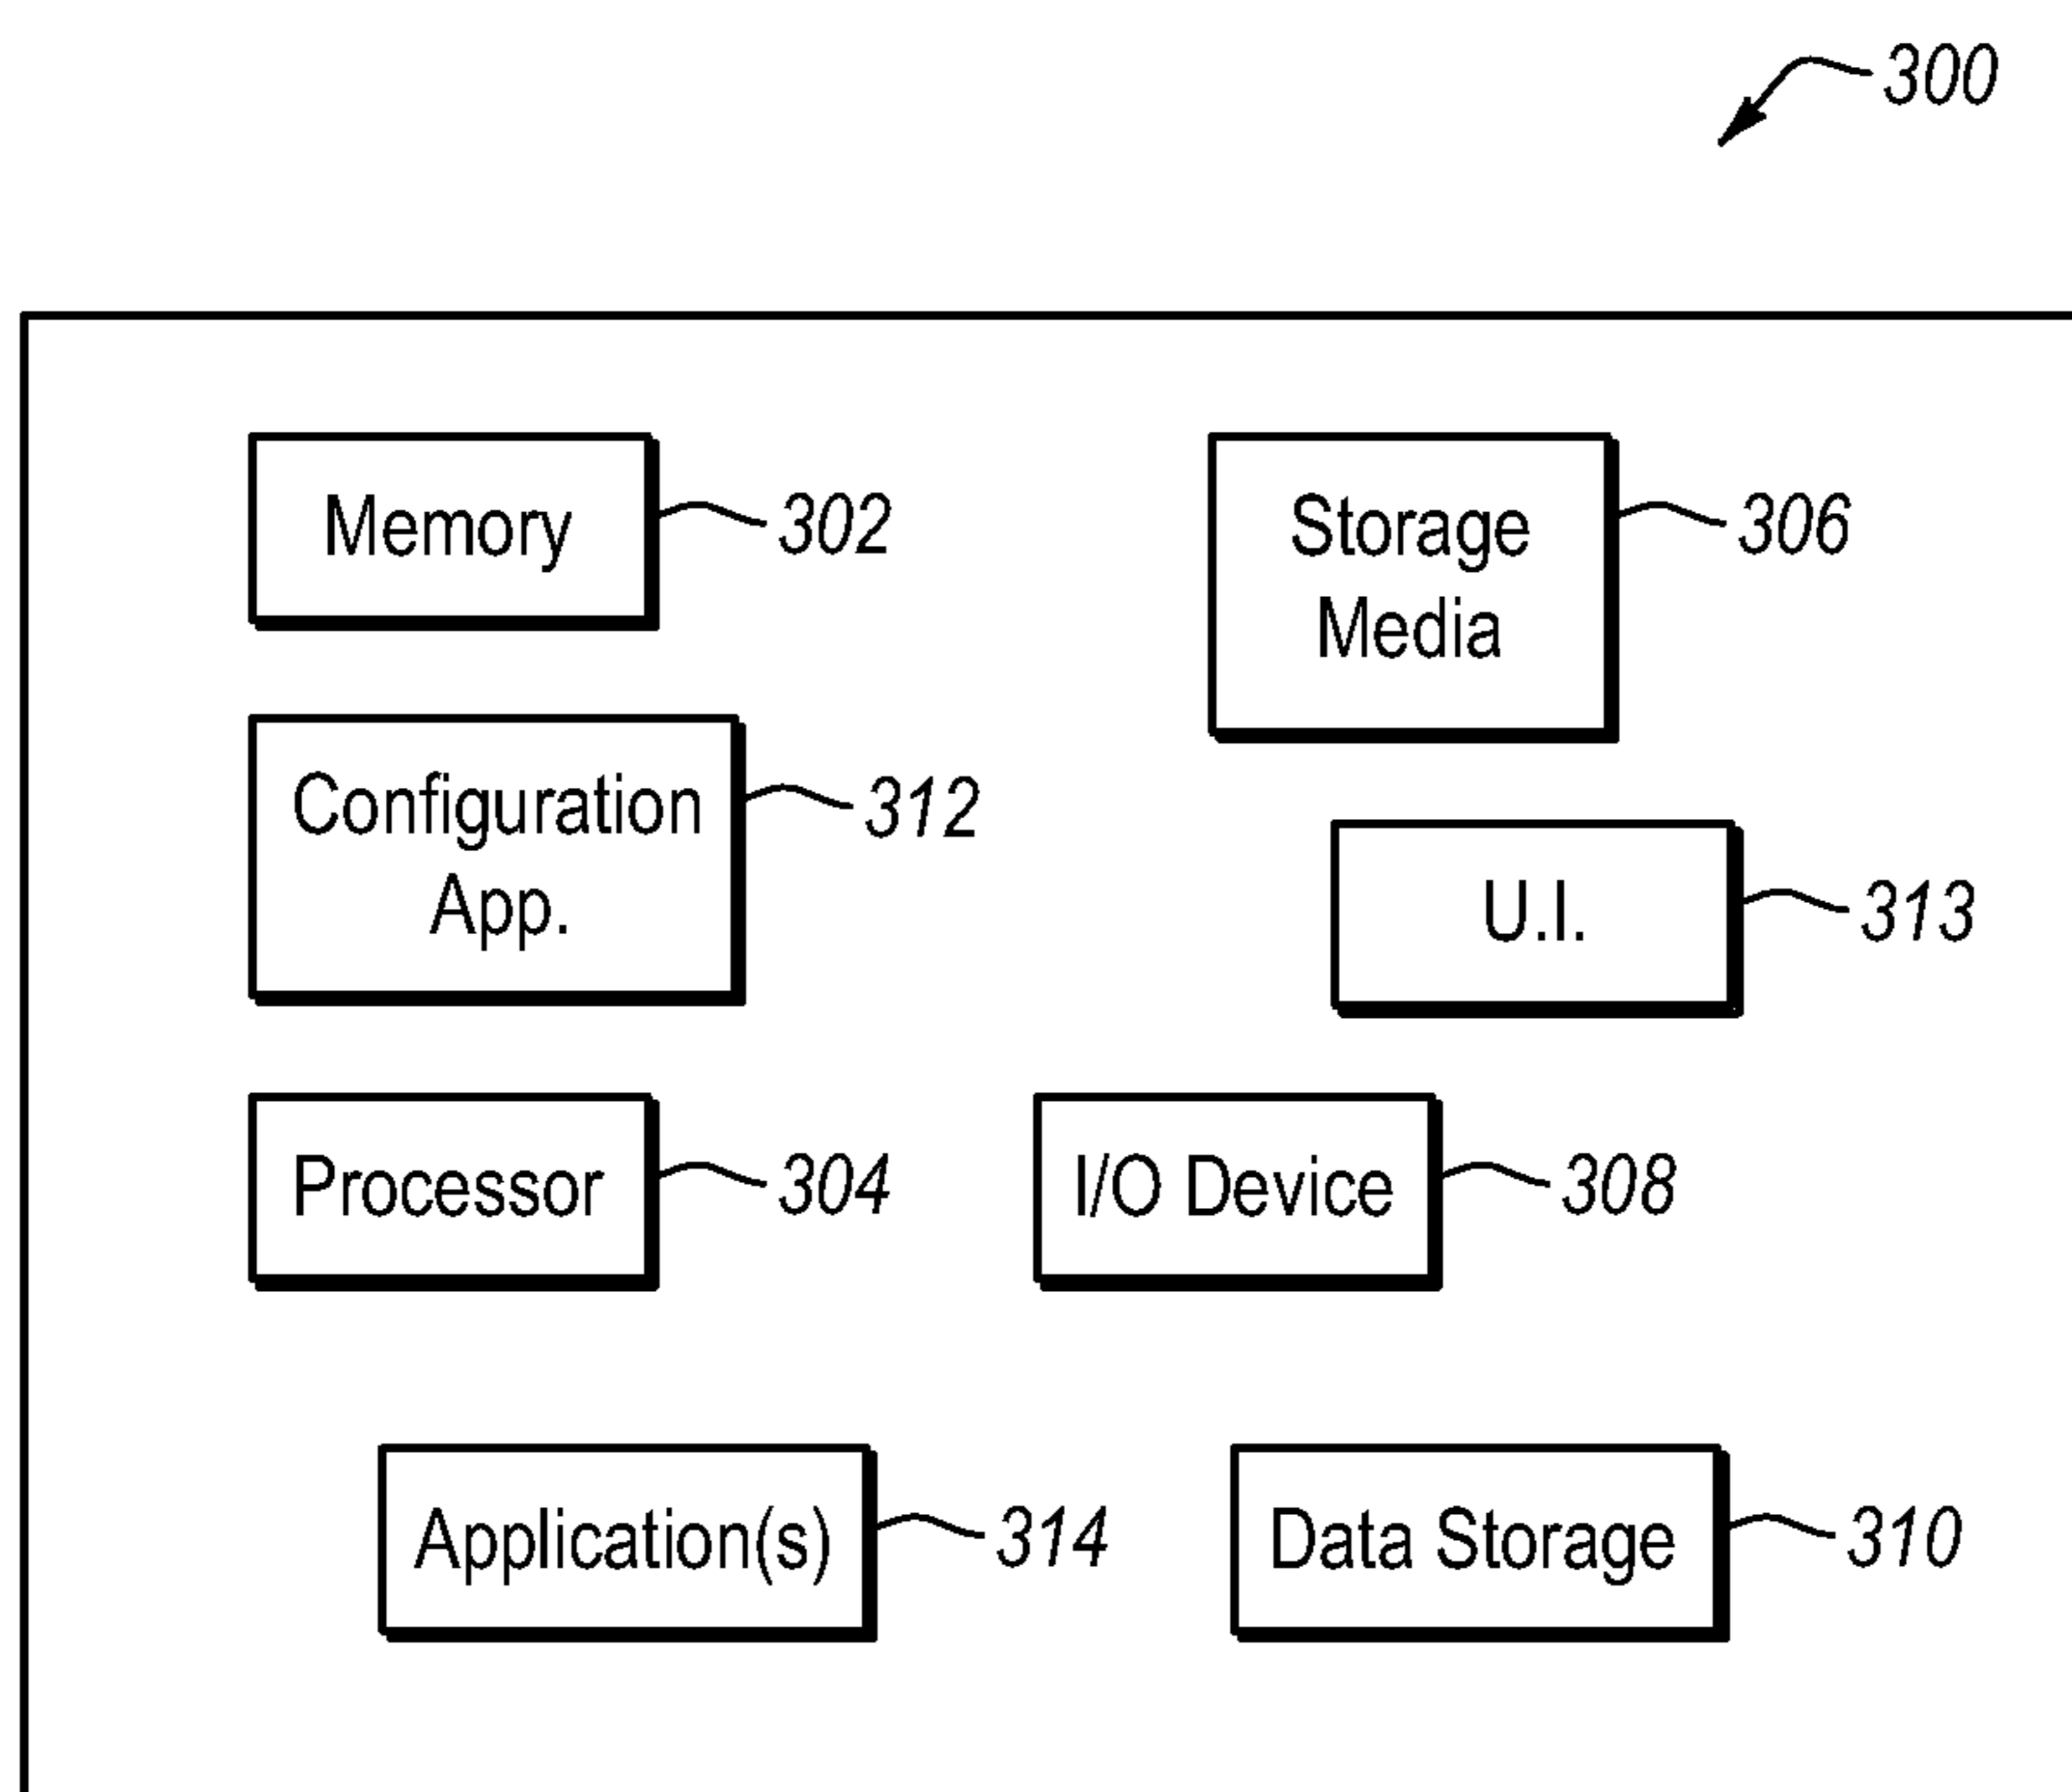 300
Memory
302
Storage
Media
306
Configuration
App.
312
U.I.
313
Processor
304
I/O Device
308
Application(s)
314
Data Storage
310